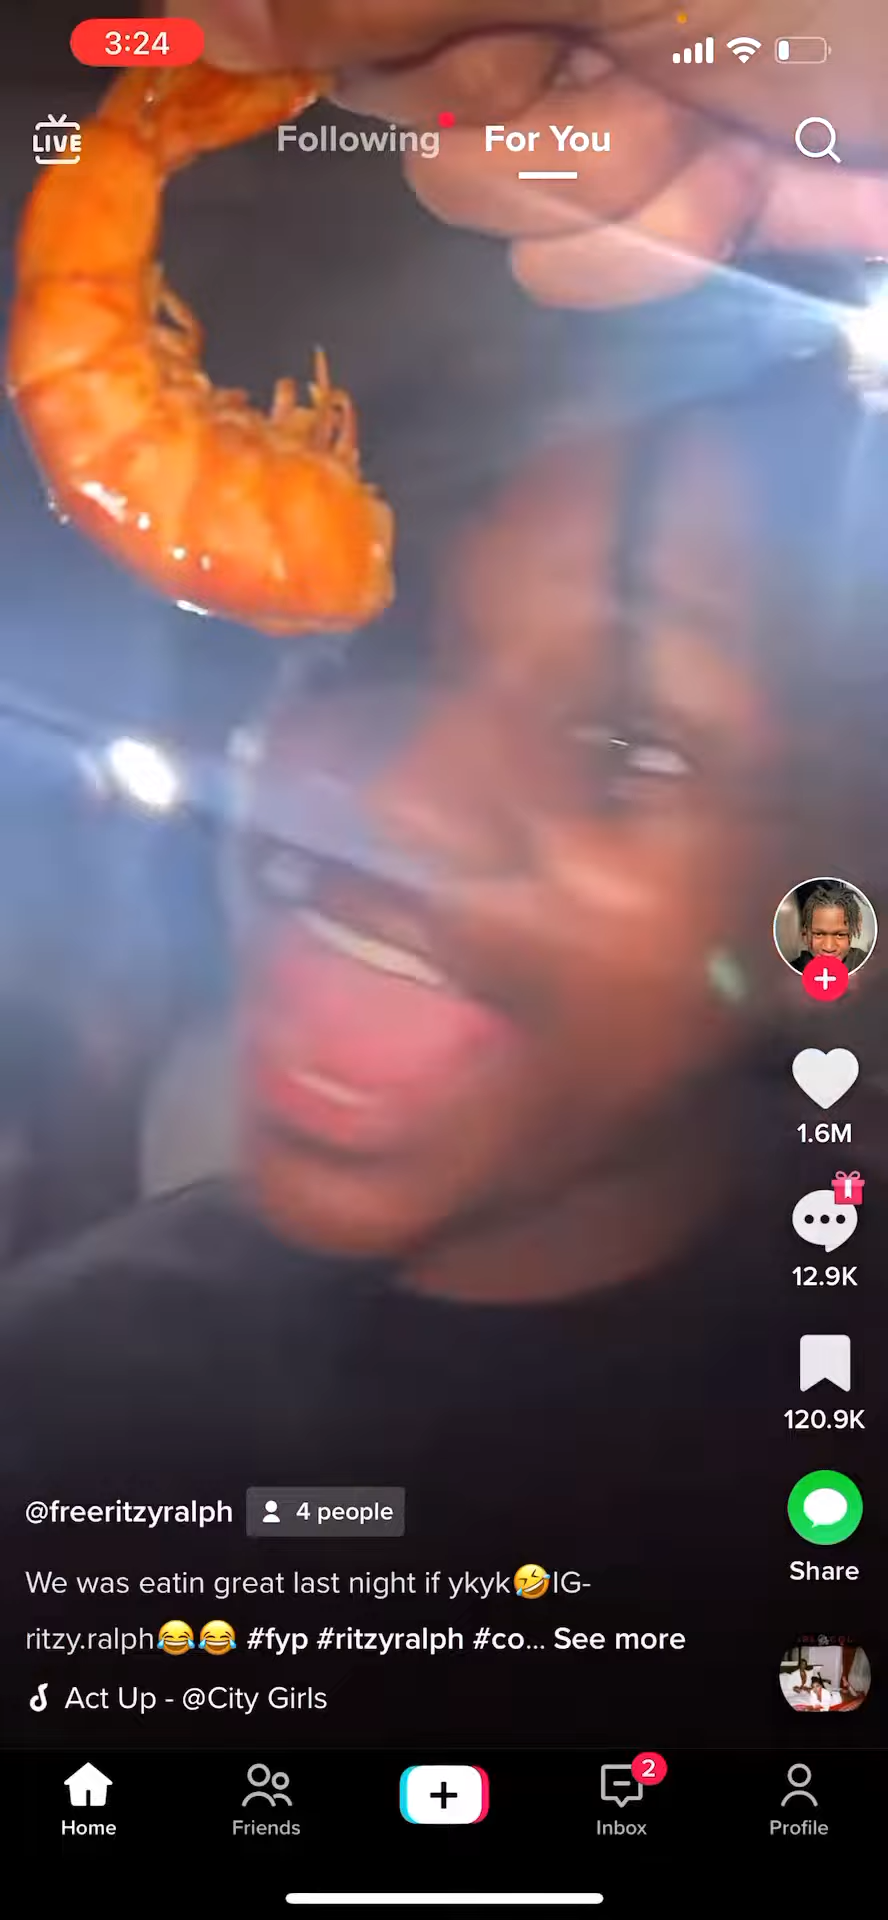 3:24
LIVE
Following
For You
1.6M
12.9K
120.9K
@freeritzyralph
4 people
We was eatin great last night if ykyk🤣IG-
ritzy.ralph😂😂 #fyp #ritzyralph #co... See more
Act Up - @City Girls
Share
Home
Friends
2
Inbox
Profile